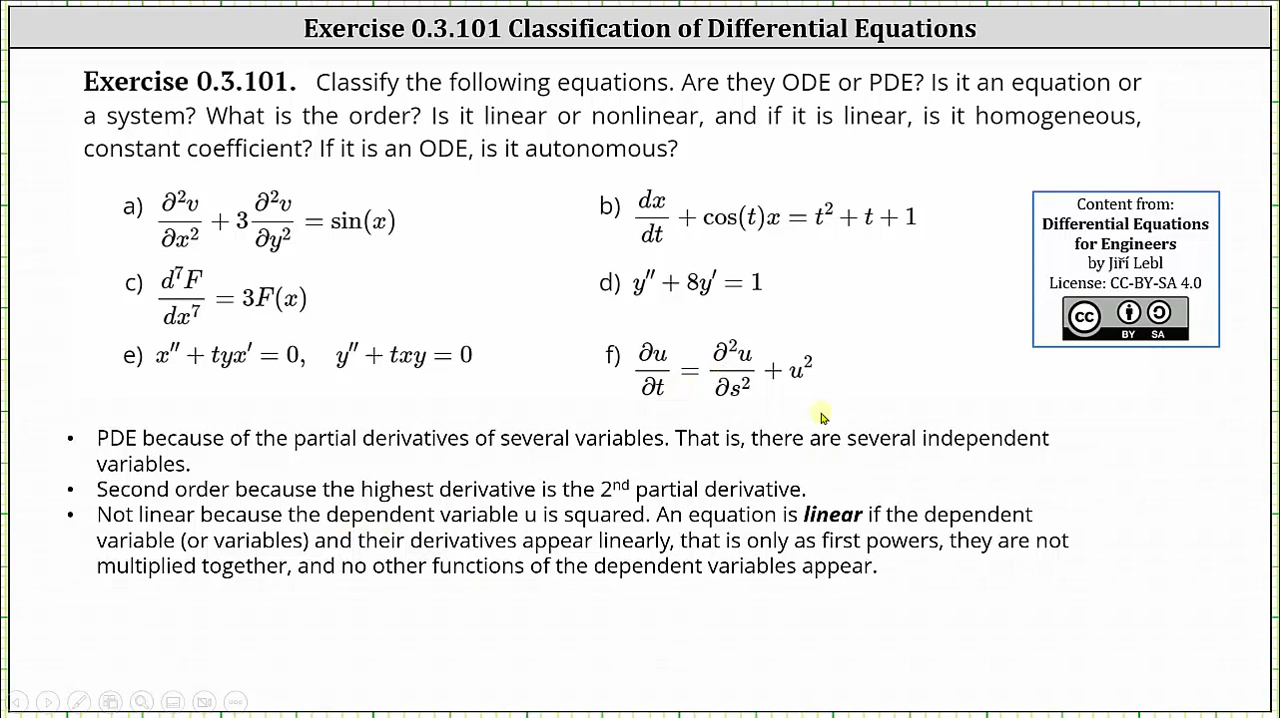 Exercise 0.3.101 Classification of Differential Equations
Exercise 0.3.101. Classify the following equations. Are they ODE or PDE? Is it an equation or
a system? What is the order? Is it linear or nonlinear, and if it is linear, is it homogeneous,
constant coefficient? If it is an ODE, is it autonomous?
a) ∂²v/∂x² + 3 ∂²v/∂y² = sin(x)
b) dx/dt + cos(t)x = t² + t + 1
c) d⁷F/dx⁷ = 3F(x)
d) y″ + 8y′ = 1
e) x″ + tyx′ = 0, y″ + txy = 0
f) ∂u/∂t = ∂²u/∂s² + u²
Content from:
Differential Equations
for Engineers
by Jiří Lebl
License: CC-BY-SA 4.0
cc
BY SA
• PDE because of the partial derivatives of several variables. That is, there are several independent
variables.
• Second order because the highest derivative is the 2nd partial derivative.
• Not linear because the dependent variable u is squared. An equation is linear if the dependent
variable (or variables) and their derivatives appear linearly, that is only as first powers, they are not
multiplied together, and no other functions of the dependent variables appear.